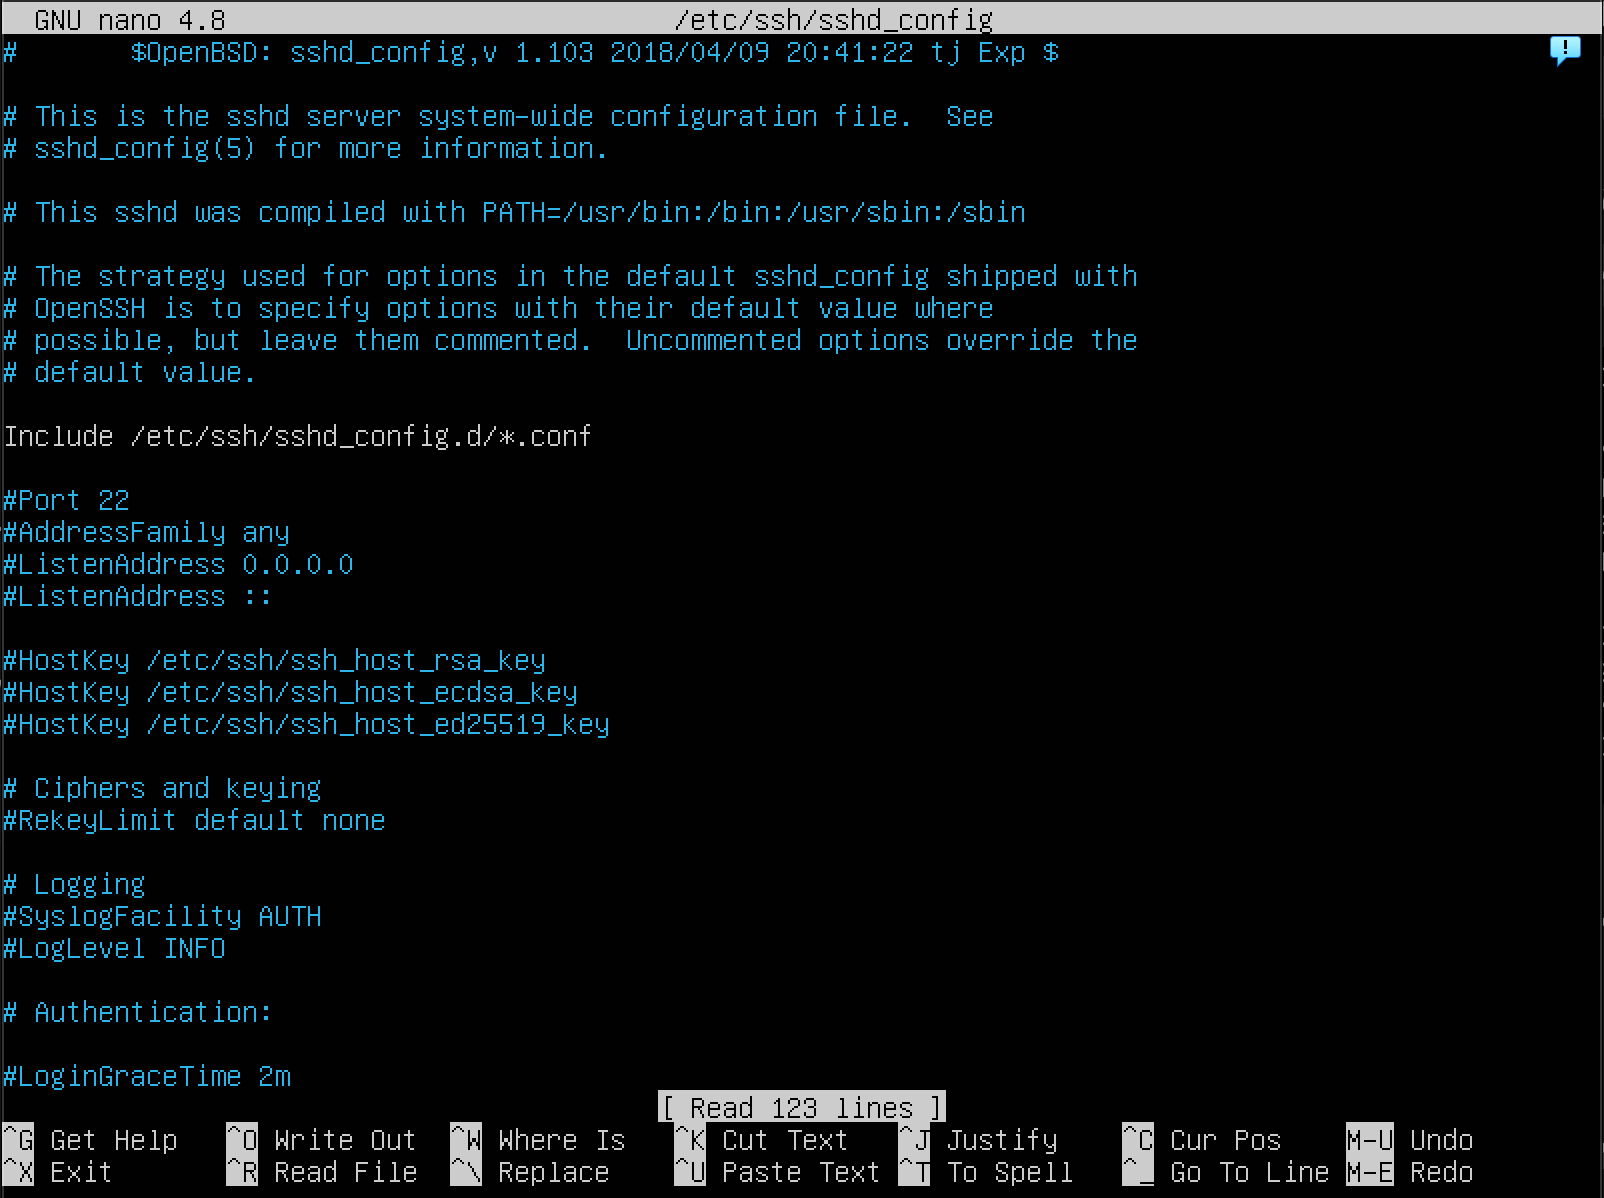 GNU nano 4.8 /etc/ssh/sshd_config
# $OpenBSD: sshd_config,v 1.103 2018/04/09 20:41:22 tj Exp $
!
# This is the sshd server system-wide configuration file.  See
# sshd_config(5) for more information.
# This sshd was compiled with PATH=/usr/bin:/bin:/usr/sbin:/sbin
# The strategy used for options in the default sshd_config shipped with
# OpenSSH is to specify options with their default value where
# possible, but leave them commented.  Uncommented options override the
# default value.
Include /etc/ssh/sshd_config.d/*.conf
#Port 22
#AddressFamily any
#ListenAddress 0.0.0.0
#ListenAddress ::
#HostKey /etc/ssh/ssh_host_rsa_key
#HostKey /etc/ssh/ssh_host_ecdsa_key
#HostKey /etc/ssh/ssh_host_ed25519_key
# Ciphers and keying
#RekeyLimit default none
# Logging
#SyslogFacility AUTH
#LogLevel INFO
# Authentication:
#LoginGraceTime 2m
[ Read 123 lines ]
^G Get Help ^O Write Out ^W Where Is ^K Cut Text ^J Justify ^C Cur Pos M-U Undo
^X Exit ^R Read File ^\ Replace ^U Paste Text ^T To Spell ^_ Go To Line M-E Redo